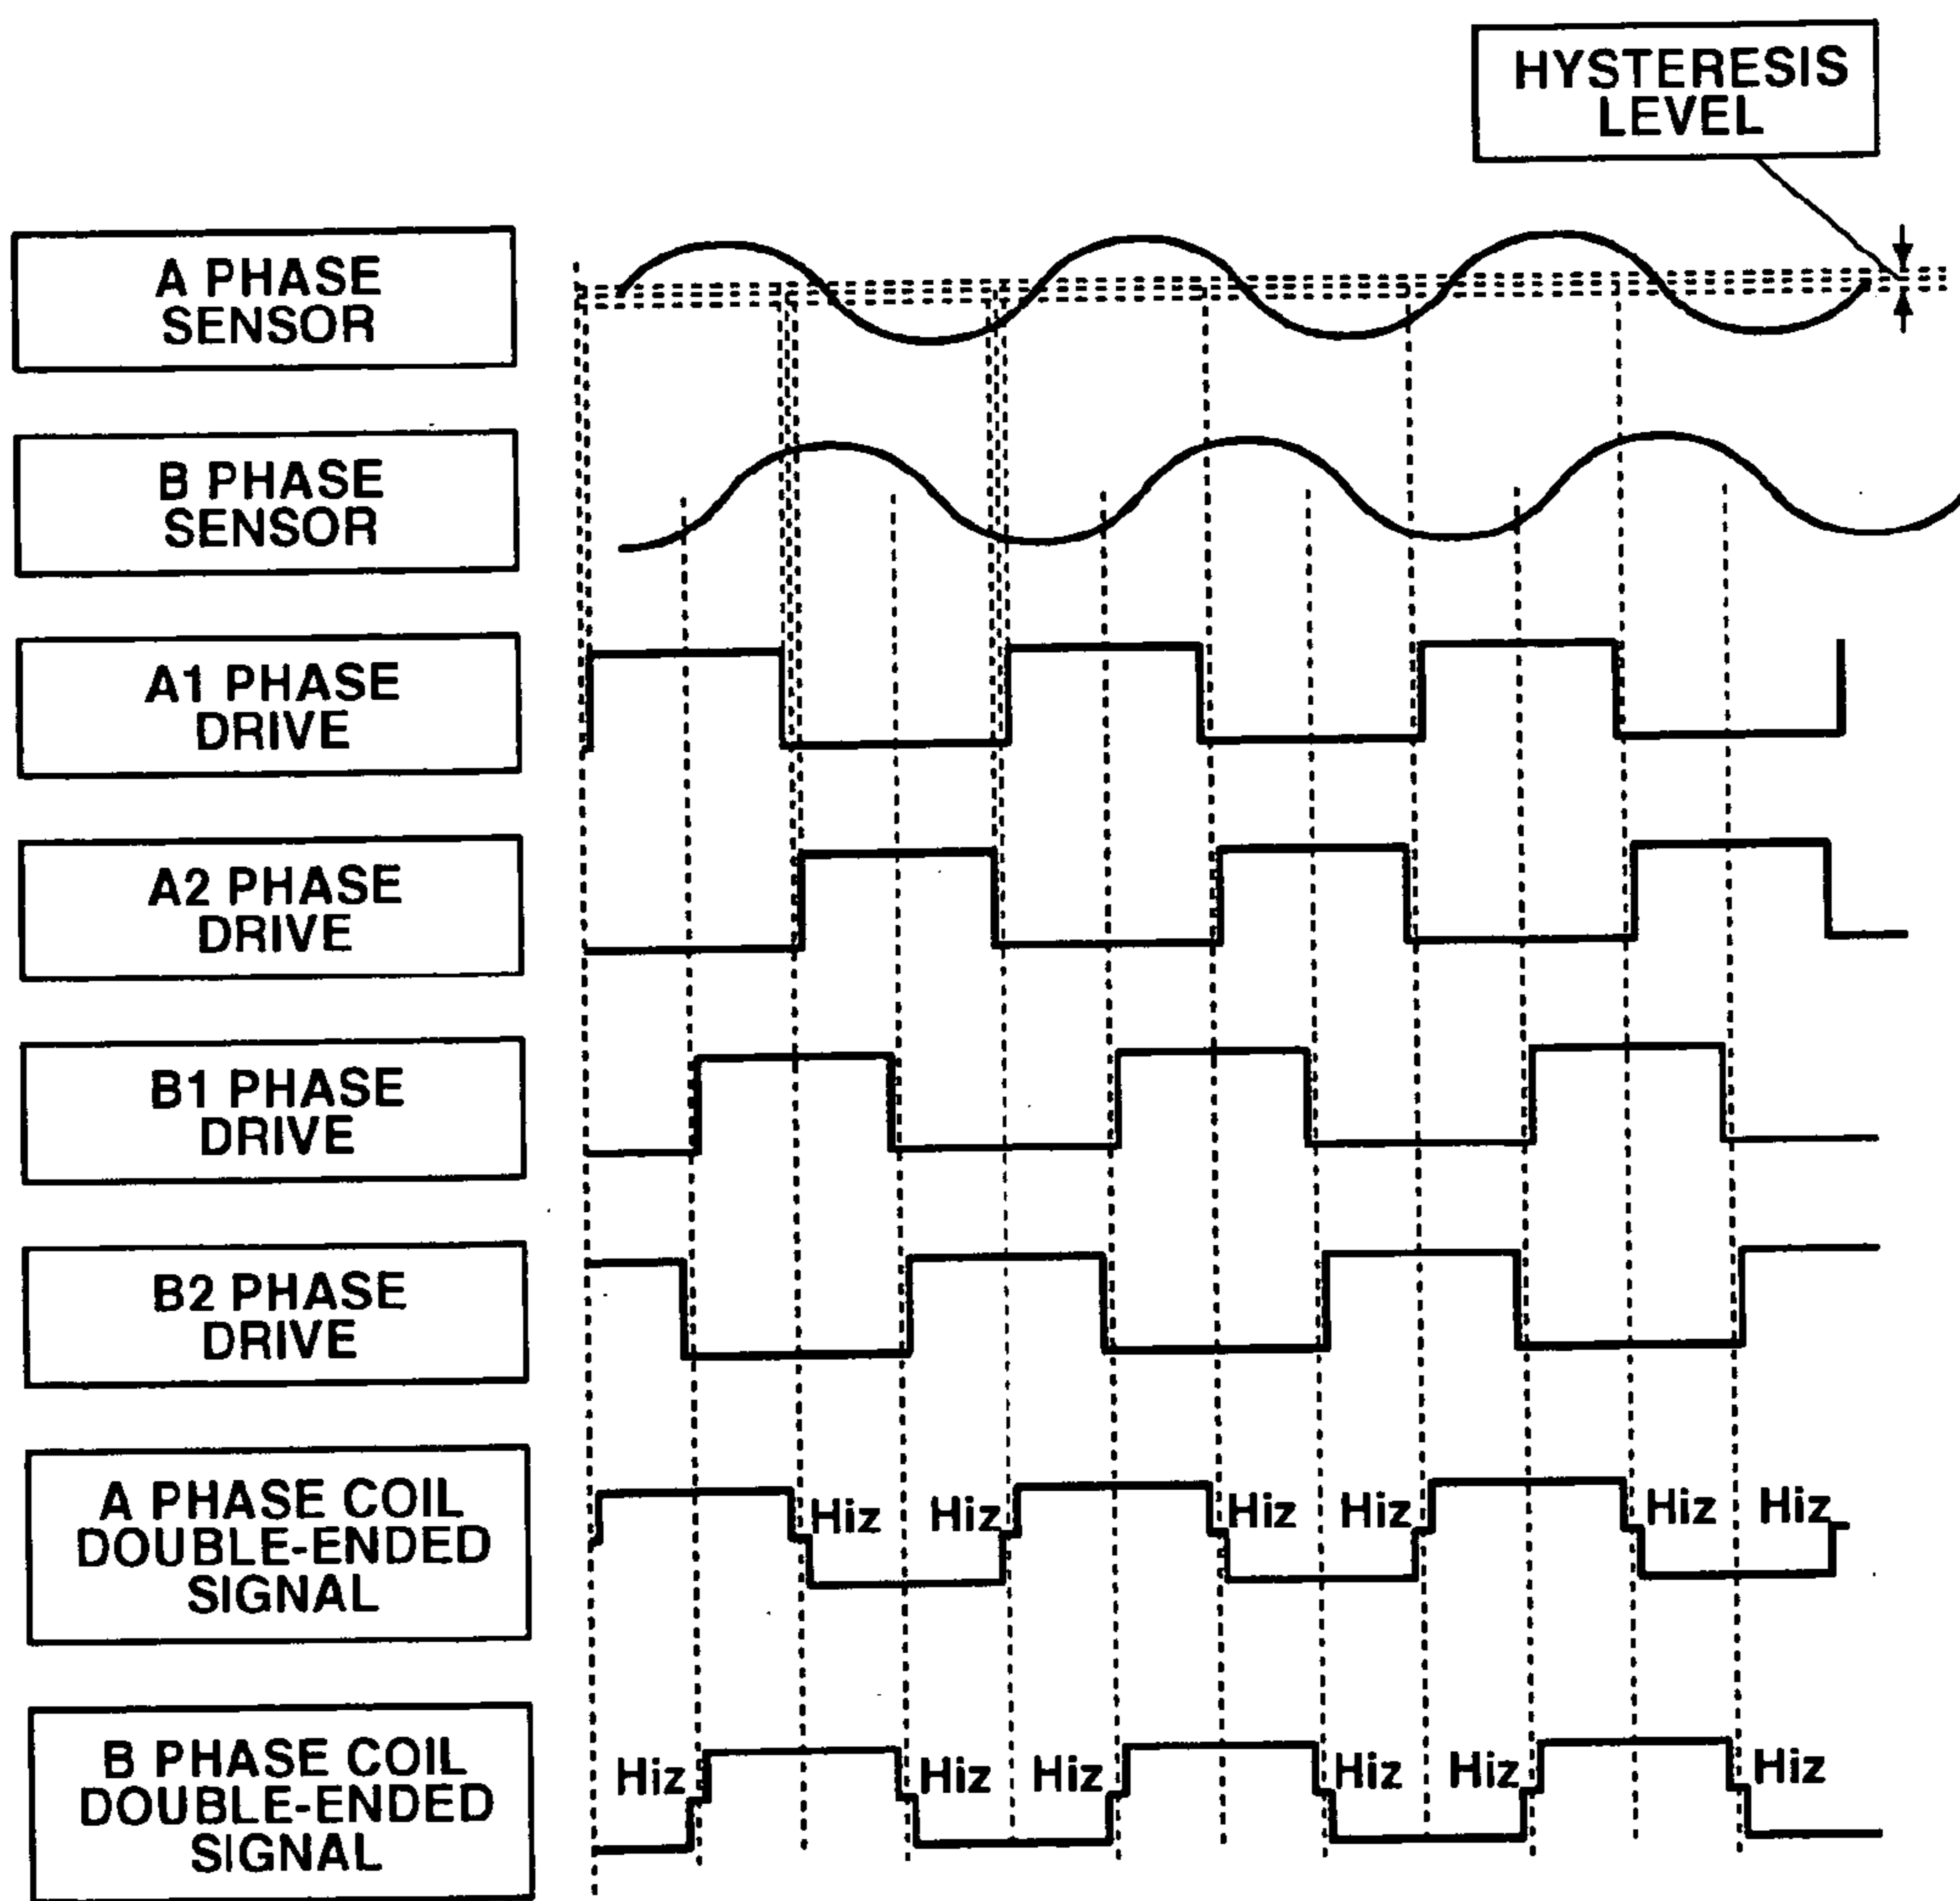 HYSTERESIS
LEVEL
A PHASE
SENSOR
B PHASE
SENSOR
A1 PHASE
DRIVE
A2 PHASE
DRIVE
B1 PHASE
DRIVE
B2 PHASE
DRIVE
A PHASE COIL
DOUBLE-ENDED
SIGNAL
Hiz Hiz Hiz Hiz Hiz Hiz
B PHASE COIL
DOUBLE-ENDED
SIGNAL
Hiz Hiz Hiz Hiz Hiz Hiz